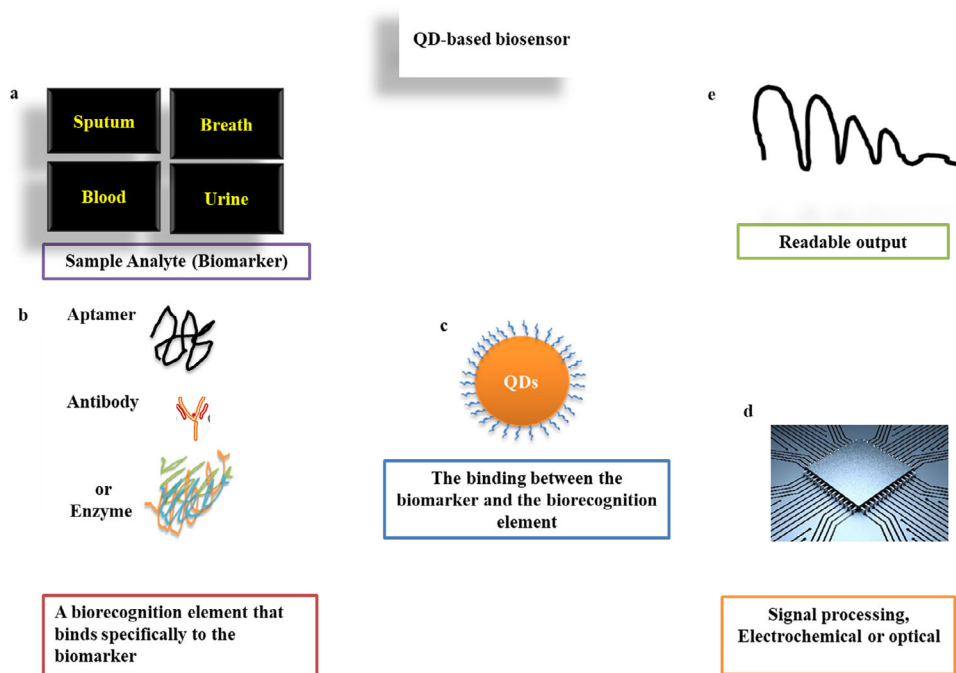 QD-based biosensor
a
Sputum
Breath
Blood
Urine
Sample Analyte (Biomarker)
e
Readable output
b
Aptamer
Antibody
or
Enzyme
A biorecognition element that
binds specifically to the
biomarker
c
QDs
The binding between the
biomarker and the biorecognition
element
d
Signal processing,
Electrochemical or optical